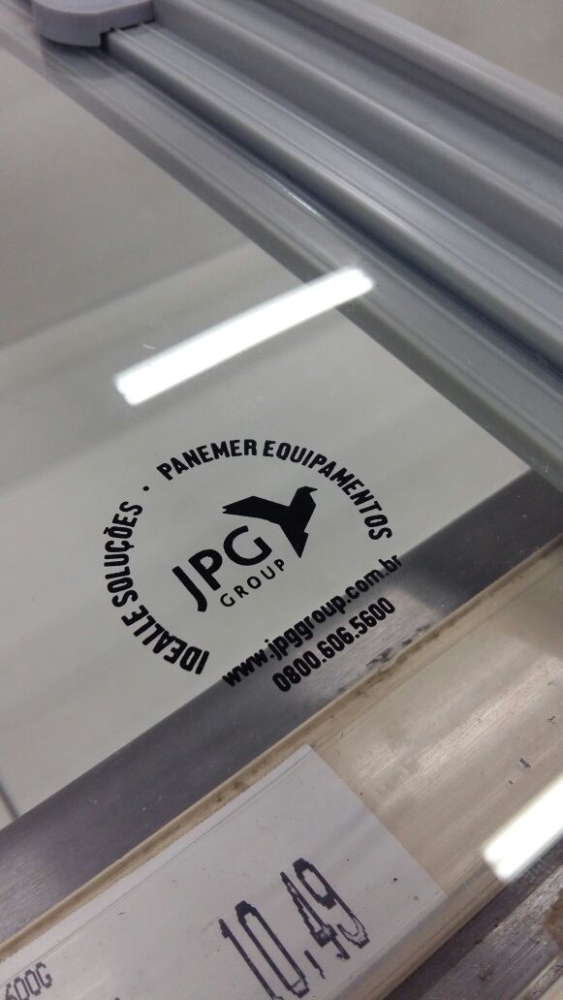 IDEALLE SOLUÇÕES · PANEMER EQUIPAMENTOS
JPG
GROUP
www.jpggroup.com.br
0800.606.5600
10,49
600G